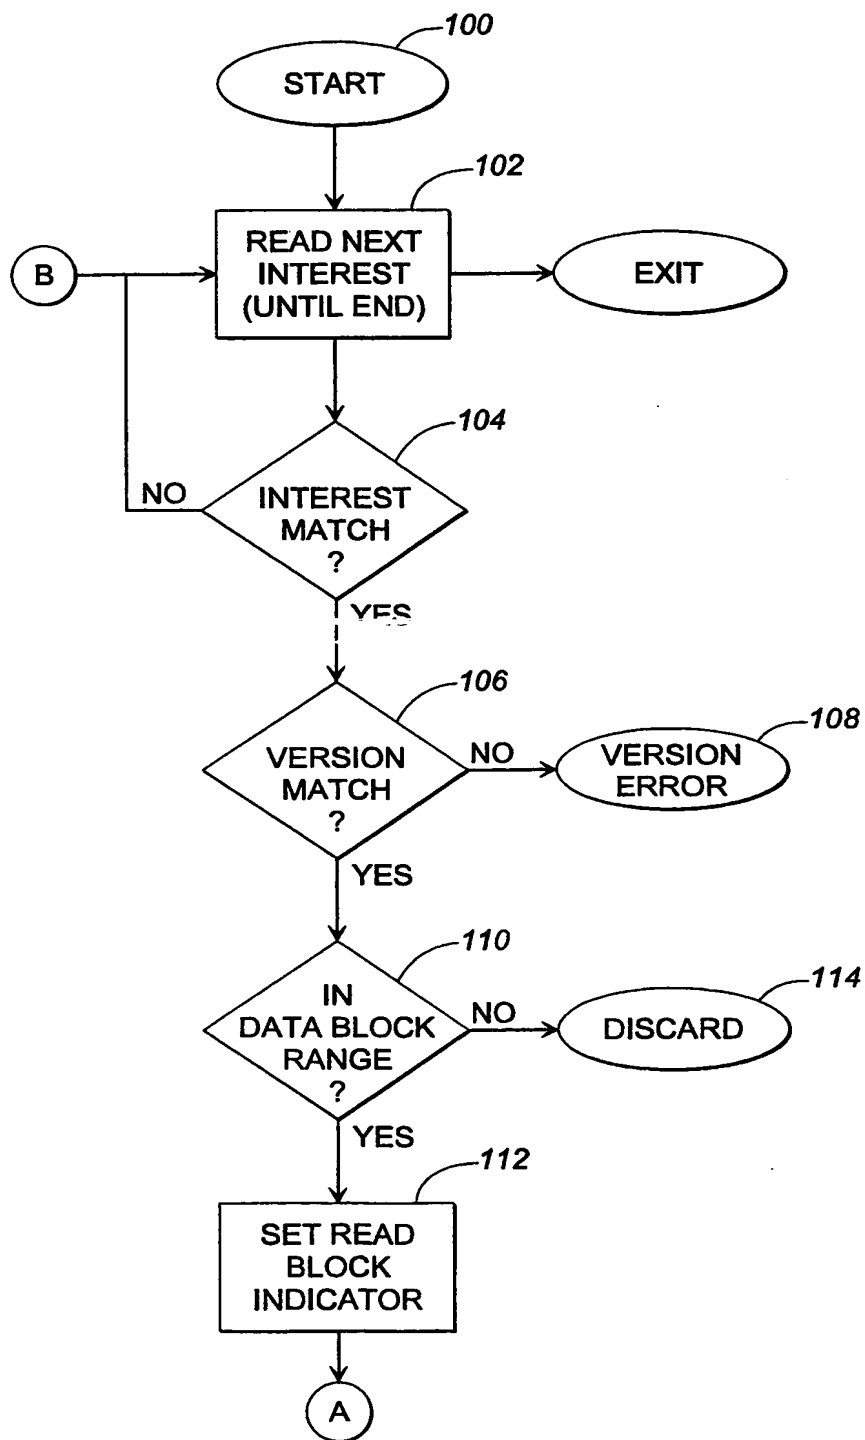 100
START
102
READ NEXT
INTEREST
(UNTIL END)
B
EXIT
104
INTEREST
MATCH
?
NO
YES
106
VERSION
MATCH
?
NO
108
VERSION
ERROR
YES
110
IN
DATA BLOCK
RANGE
?
NO
114
DISCARD
YES
112
SET READ
BLOCK
INDICATOR
A